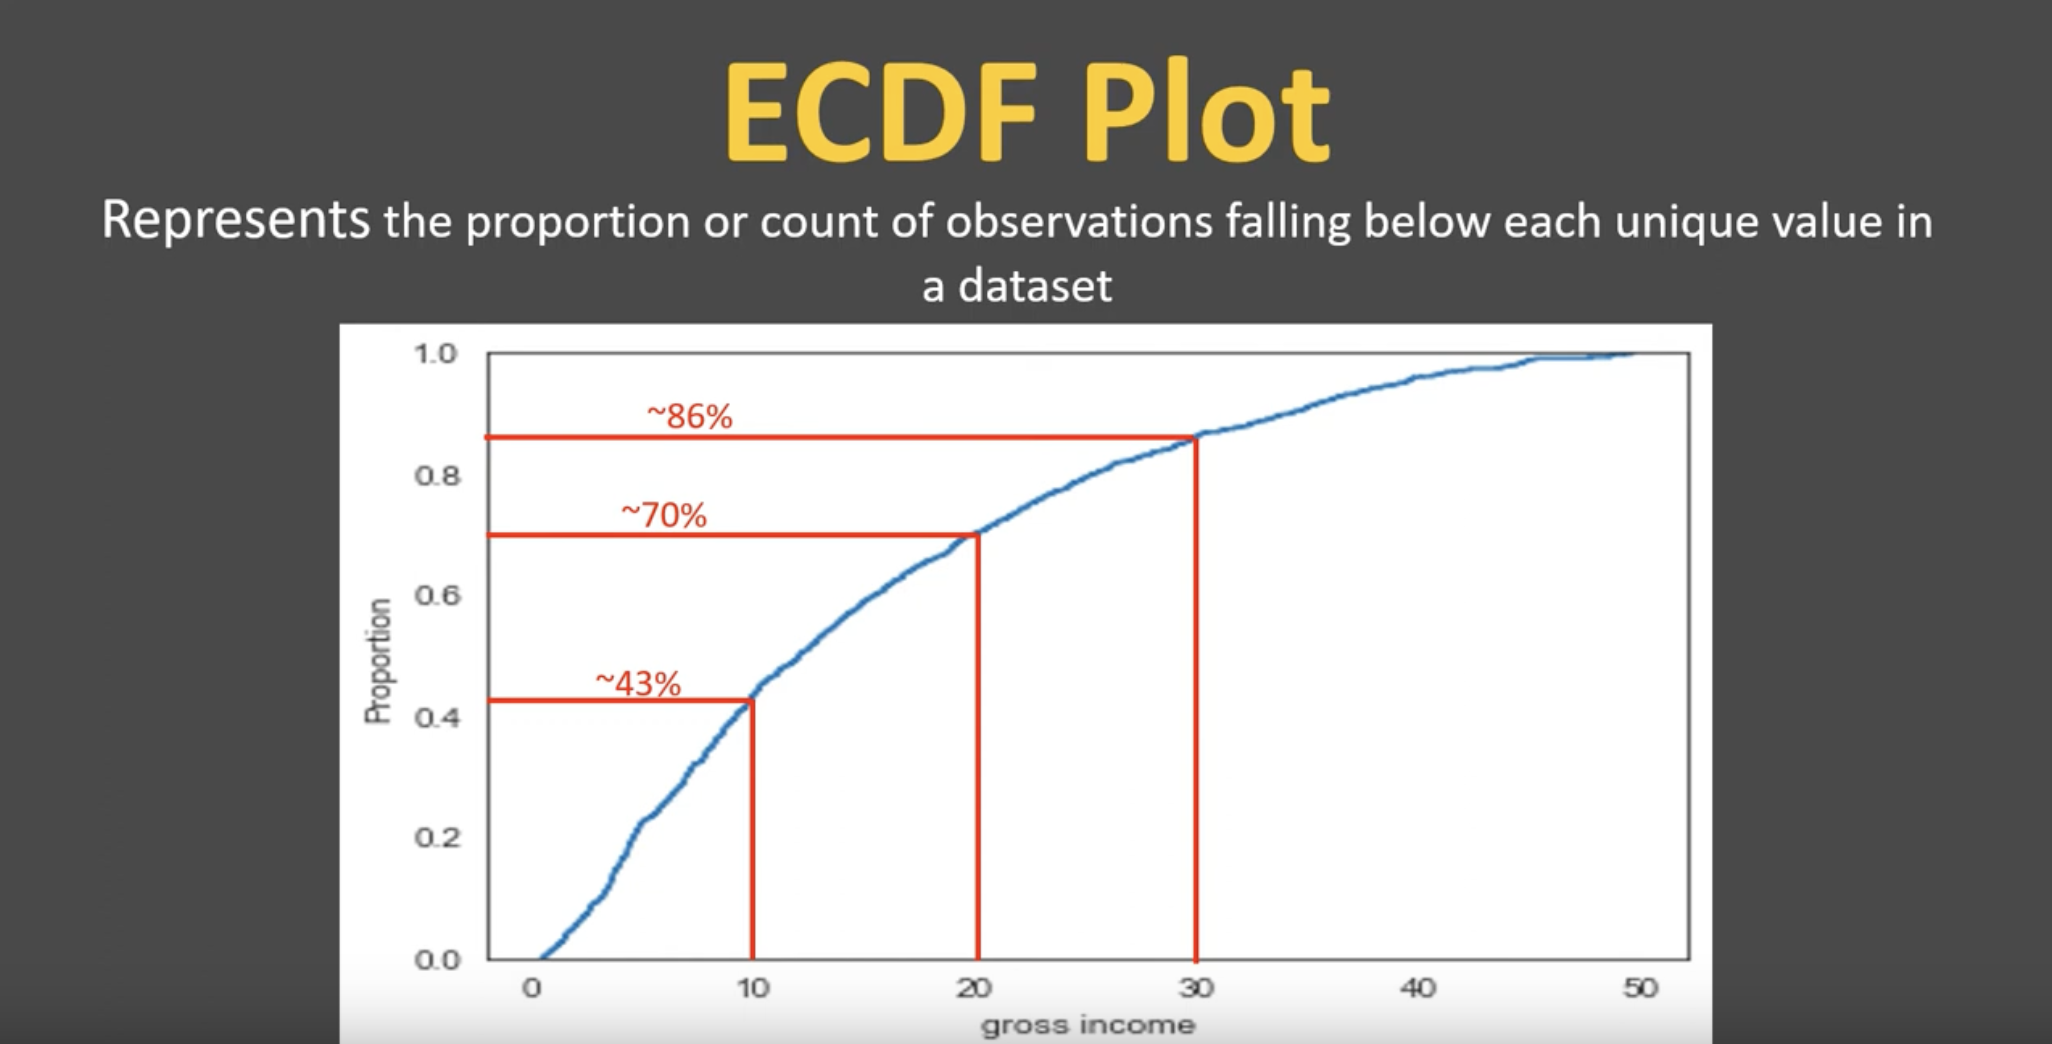 ECDF Plot
Represents the proportion or count of observations falling below each unique value in
a dataset
1.0
~86%
0.8
~70%
0.6
Proportion
~43%
0.4
0.2
0.0
0 10 20 30 40 50
gross income